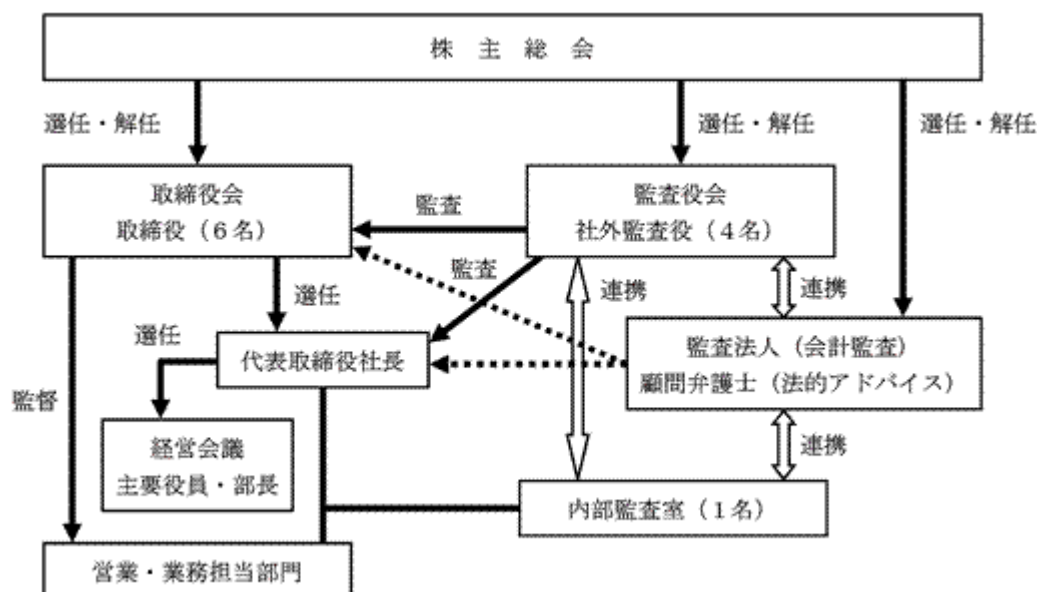 株主総会
選任・解任
選任・解任
選任・解任
取締役会
取締役（６名）
監査
監査役会
社外監査役（４名）
監査
選任
連携
連携
選任
代表取締役社長
監査法人（会計監査）
顧問弁護士（法的アドバイス）
監督
経営会議
主要役員・部長
連携
内部監査室（１名）
営業・業務担当部門